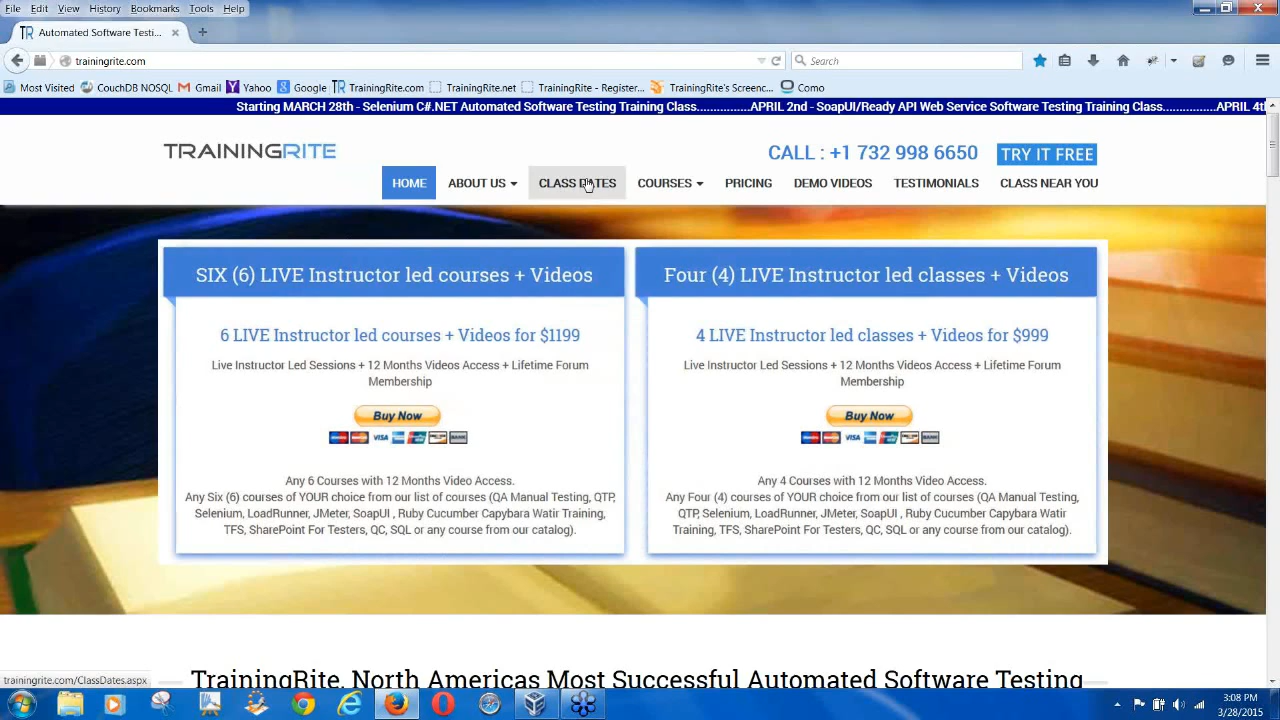 File Edit View History Bookmarks Tools Help
TR Automated Software Testi...
trainingrite.com
Search
Most Visited CouchDB NOSQL Gmail Yahoo Google TrainingRite.com TrainingRite.net TrainingRite - Register... TrainingRite's Screenc... Como
Starting MARCH 28th - Selenium C#.NET Automated Software Testing Training Class................APRIL 2nd - SoapUI/Ready API Web Service Software Testing Training Class................APRIL 4th
TRAININGRITE
CALL : +1 732 998 6650 TRY IT FREE
HOME ABOUT US CLASS DATES COURSES PRICING DEMO VIDEOS TESTIMONIALS CLASS NEAR YOU
SIX (6) LIVE Instructor led courses + Videos
6 LIVE Instructor led courses + Videos for $1199
Live Instructor Led Sessions + 12 Months Videos Access + Lifetime Forum
Membership
Buy Now
VISA BANK
Any 6 Courses with 12 Months Video Access.
Any Six (6) courses of YOUR choice from our list of courses (QA Manual Testing, QTP,
Selenium, LoadRunner, JMeter, SoapUI , Ruby Cucumber Capybara Watir Training,
TFS, SharePoint For Testers, QC, SQL or any course from our catalog).
Four (4) LIVE Instructor led classes + Videos
4 LIVE Instructor led classes + Videos for $999
Live Instructor Led Sessions + 12 Months Videos Access + Lifetime Forum
Membership
Buy Now
VISA BANK
Any 4 Courses with 12 Months Video Access.
Any Four (4) courses of YOUR choice from our list of courses (QA Manual Testing,
QTP, Selenium, LoadRunner, JMeter, SoapUI , Ruby Cucumber Capybara Watir
Training, TFS, SharePoint For Testers, QC, SQL or any course from our catalog).
TrainingRite, North Americas Most Successful Automated Software Testing
trainingrite.com/ClassDates.aspx
3:08 PM
3/28/2015